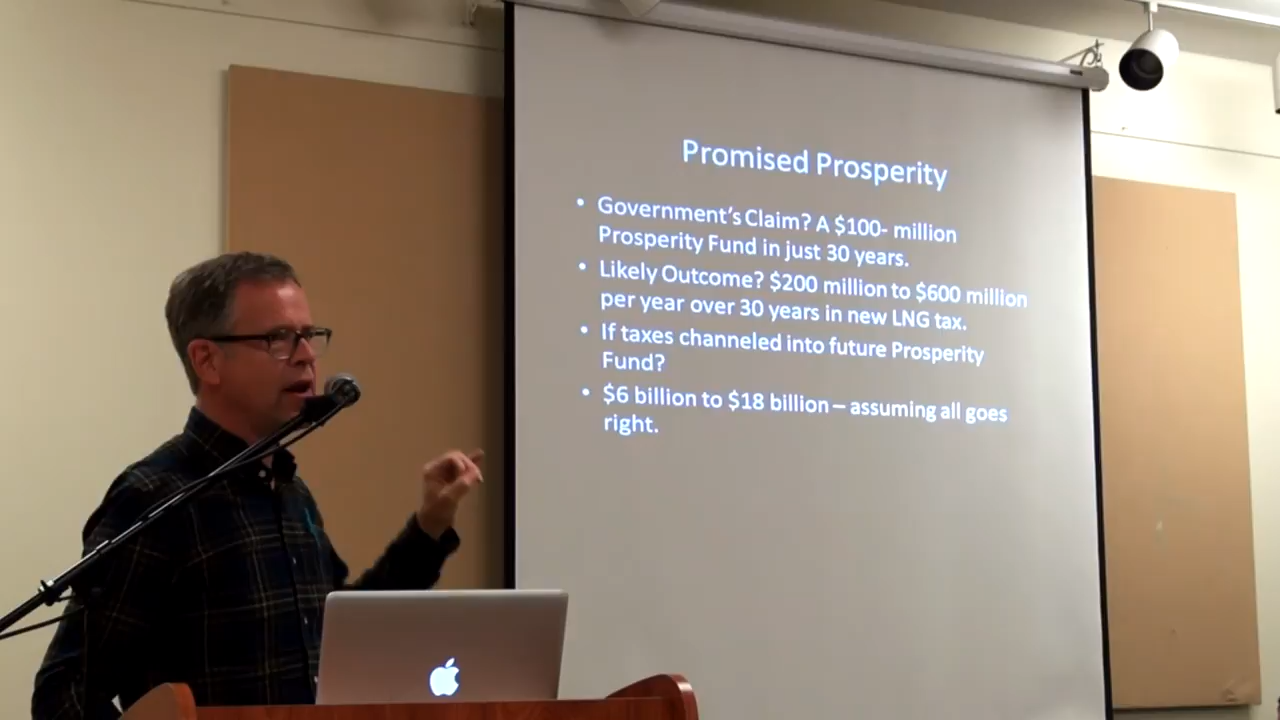 Promised Prosperity
• Government's Claim? A $100- million
Prosperity Fund in just 30 years.
• Likely Outcome? $200 million to $600 million
per year over 30 years in new LNG tax.
• If taxes channeled into future Prosperity
Fund?
• $6 billion to $18 billion – assuming all goes
right.